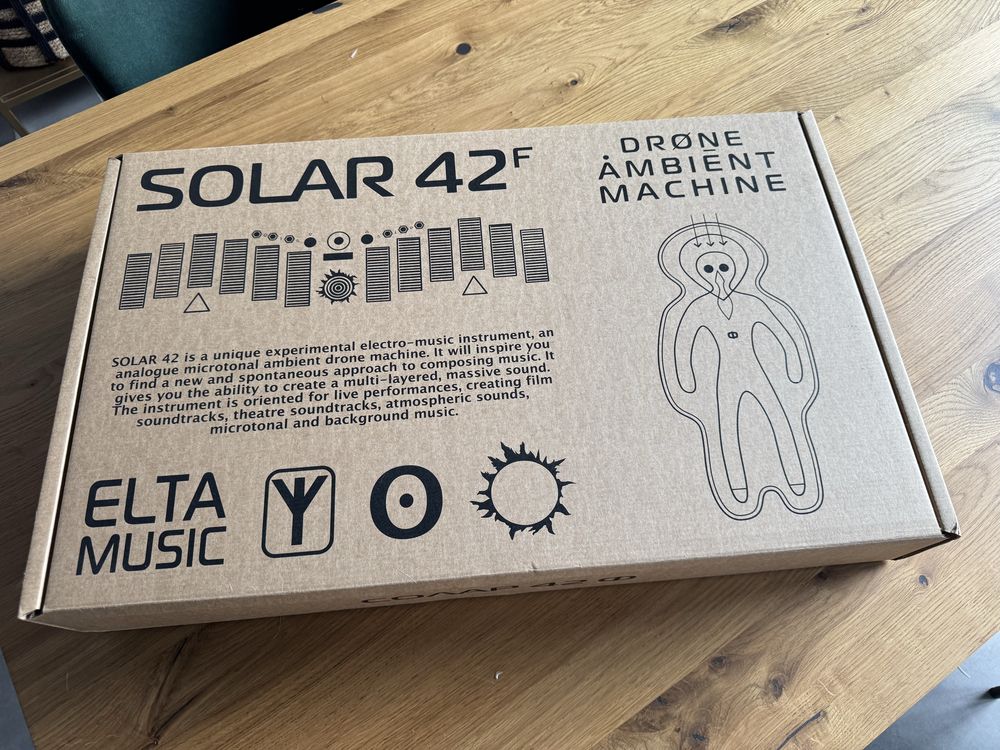 SOLAR 42F
DRØNE
ȦMBIĒNT
MACHINE
SOLAR 42 is a unique experimental electro-music instrument, an
analogue microtonal ambient drone machine. It will inspire you
to find a new and spontaneous approach to composing music. It
gives you the ability to create a multi-layered, massive sound.
The instrument is oriented for live performances, creating film
soundtracks, theatre soundtracks, atmospheric sounds,
microtonal and background music.
ELTA
MUSIC